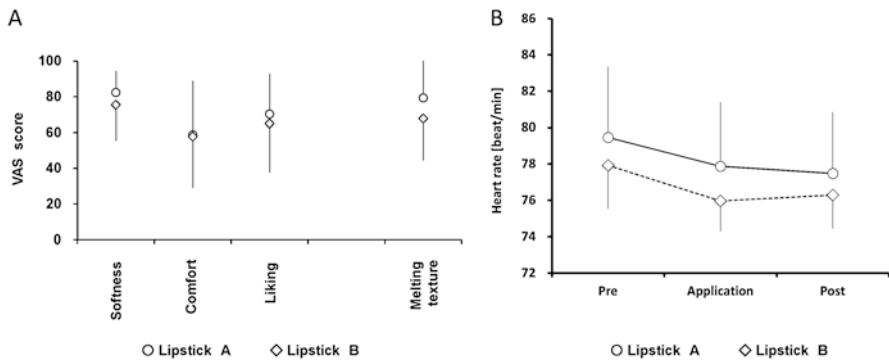 A
VAS score
100
80
60
40
20
0
Softness
Comfort
Liking
Melting
texture
Lipstick A
Lipstick B
B
Heart rate [beat/min]
86
84
82
80
78
76
74
72
Pre
Application
Post
Lipstick A
Lipstick B